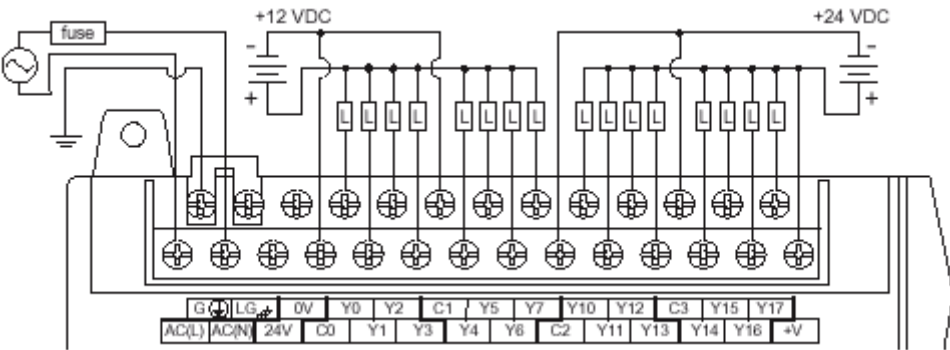 +12 VDC +24 VDC
fuse
- -
+ +
L L L L L L L L L L L L L L L L
G LG 0V Y0 Y2 C1 Y5 Y7 Y10 Y12 C3 Y15 Y17
AC(L) AC(N) 24V C0 Y1 Y3 Y4 Y6 C2 Y11 Y13 Y14 Y16 +V